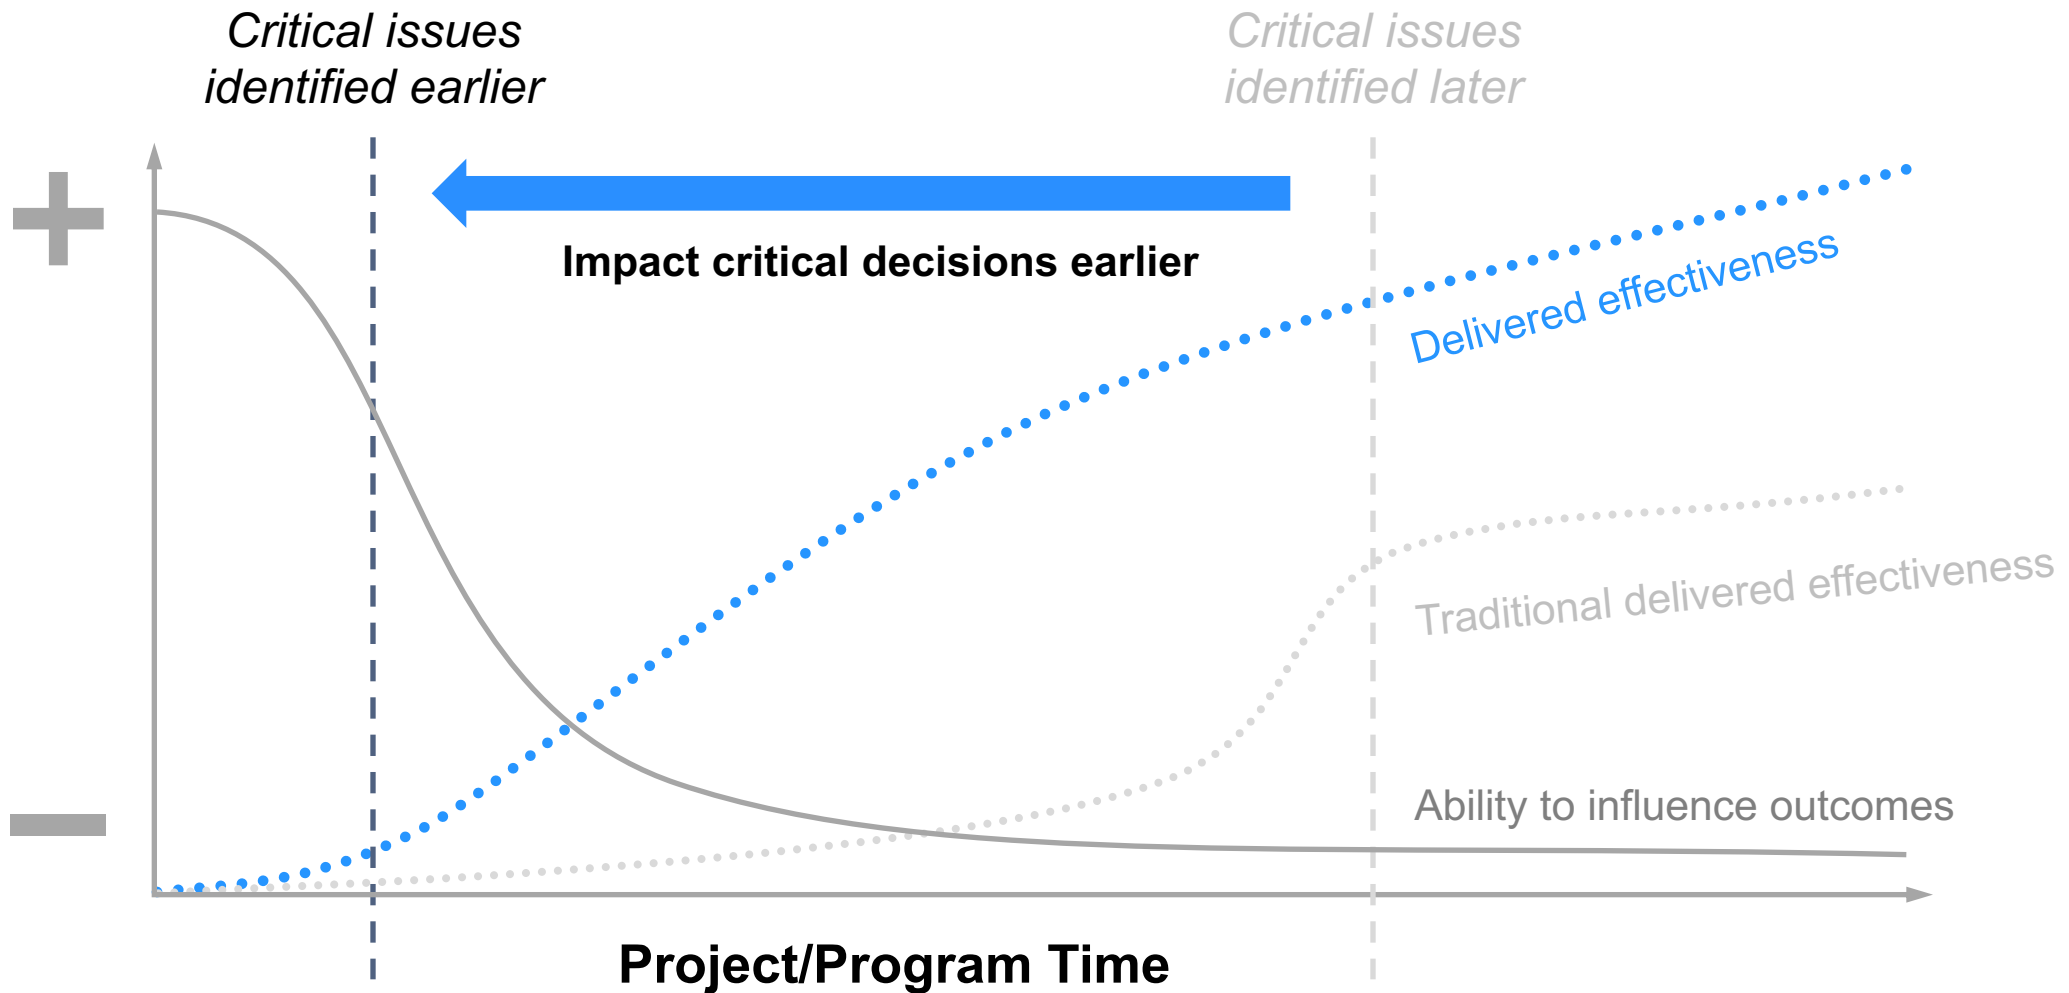 Critical issues
identified earlier
Critical issues
identified later
Impact critical decisions earlier
Delivered effectiveness
Traditional delivered effectiveness
Ability to influence outcomes
Project/Program Time